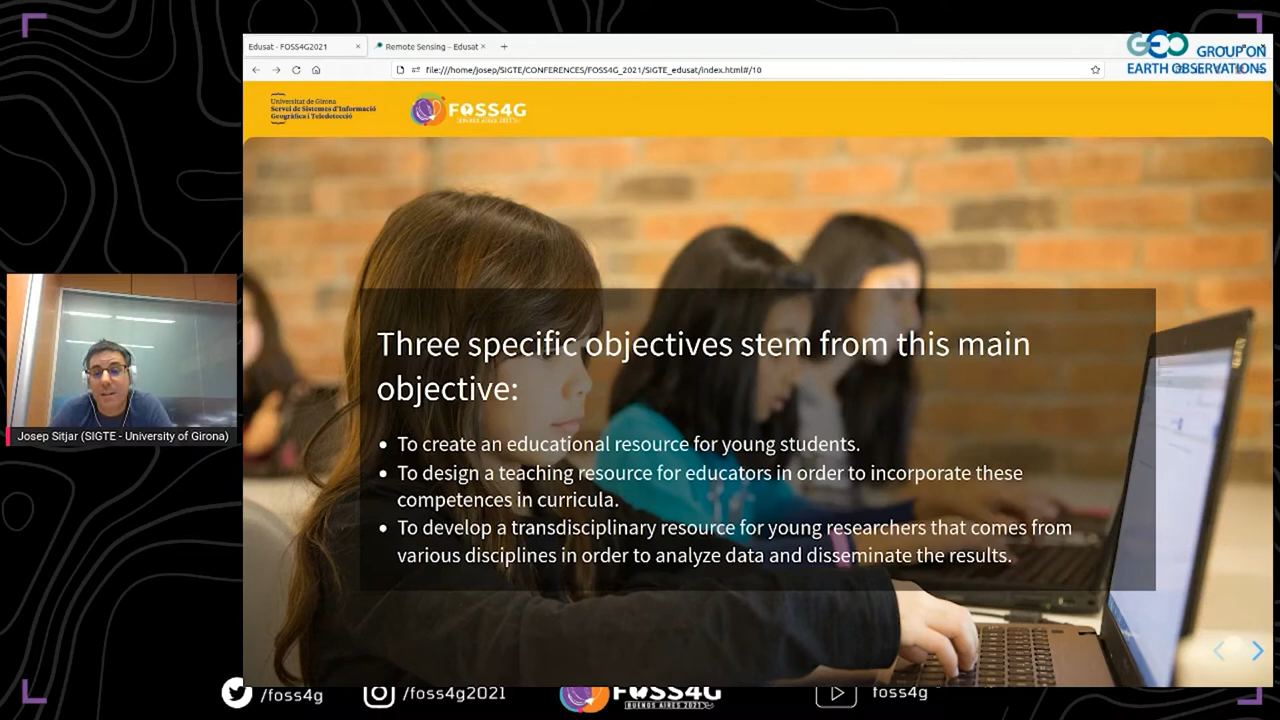 Edusat - FOSS4G2021
Remote Sensing – Edusat
file:///home/josep/SIGTE/CONFERENCES/FOSS4G_2021/SIGTE_edusat/index.html#/10
GEO GROUP ON
EARTH OBSERVATIONS
Universitat de Girona
Servei de Sistemes d'Informació
Geogràfica i Teledetecció
FOSS4G
BUENOS AIRES 2021
Three specific objectives stem from this main
objective:
• To create an educational resource for young students.
• To design a teaching resource for educators in order to incorporate these
competences in curricula.
• To develop a transdisciplinary resource for young researchers that comes from
various disciplines in order to analyze data and disseminate the results.
Josep Sitjar (SIGTE - University of Girona)
/foss4g
/foss4g2021
FOSS4G
BUENOS AIRES 2021
foss4g